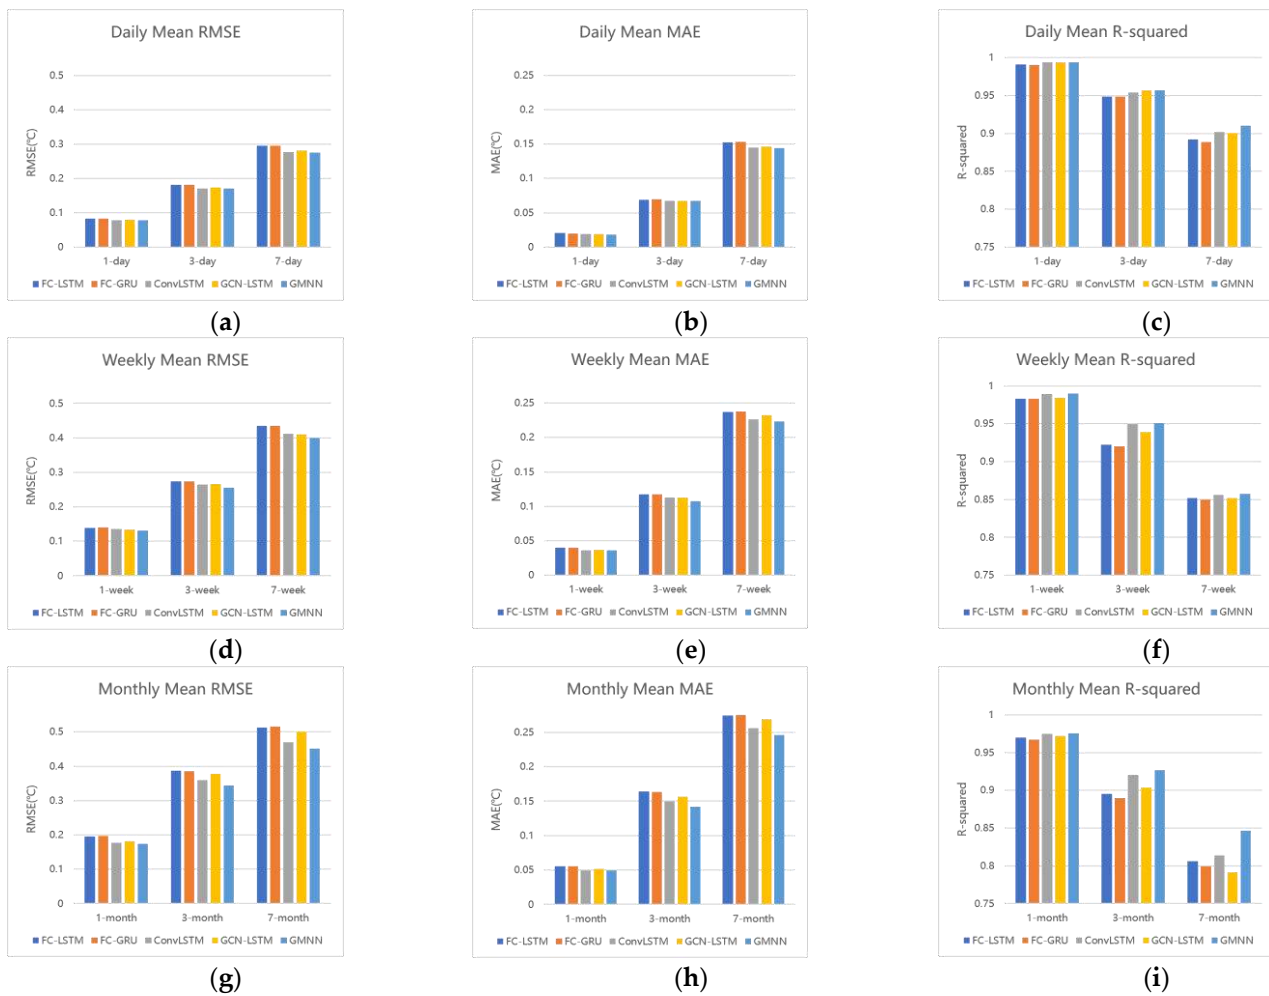 Daily Mean RMSE
RMSE(℃)
0.5
0.4
0.3
0.2
0.1
0
1-day 3-day 7-day
FC-LSTM FC-GRU ConvLSTM GCN-LSTM GMNN
(a)
Daily Mean MAE
MAE(℃)
0.25
0.2
0.15
0.1
0.05
0
1-day 3-day 7-day
FC-LSTM FC-GRU ConvLSTM GCN-LSTM GMNN
(b)
Daily Mean R-squared
R-squared
1
0.95
0.9
0.85
0.8
0.75
1-day 3-day 7-day
FC-LSTM FC-GRU ConvLSTM GCN-LSTM GMNN
(c)
Weekly Mean RMSE
RMSE(℃)
0.5
0.4
0.3
0.2
0.1
0
1-week 3-week 7-week
FC-LSTM FC-GRU ConvLSTM GCN-LSTM GMNN
(d)
Weekly Mean MAE
MAE(℃)
0.25
0.2
0.15
0.1
0.05
0
1-week 3-week 7-week
FC-LSTM FC-GRU ConvLSTM GCN-LSTM GMNN
(e)
Weekly Mean R-squared
R-squared
1
0.95
0.9
0.85
0.8
0.75
1-week 3-week 7-week
FC-LSTM FC-GRU ConvLSTM GCN-LSTM GMNN
(f)
Monthly Mean RMSE
RMSE(℃)
0.5
0.4
0.3
0.2
0.1
0
1-month 3-month 7-month
FC-LSTM FC-GRU ConvLSTM GCN-LSTM GMNN
(g)
Monthly Mean MAE
MAE(℃)
0.25
0.2
0.15
0.1
0.05
0
1-month 3-month 7-month
FC-LSTM FC-GRU ConvLSTM GCN-LSTM GMNN
(h)
Monthly Mean R-squared
R-squared
1
0.95
0.9
0.85
0.8
0.75
1-month 3-month 7-month
FC-LSTM FC-GRU ConvLSTM GCN-LSTM GMNN
(i)